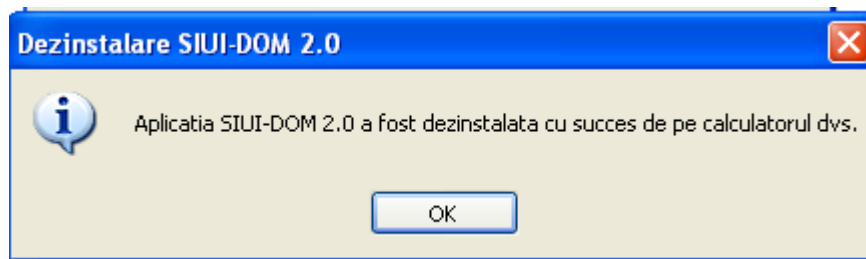 Dezinstalare SIUI-DOM 2.0
Aplicatia SIUI-DOM 2.0 a fost dezinstalata cu succes de pe calculatorul dvs.
OK